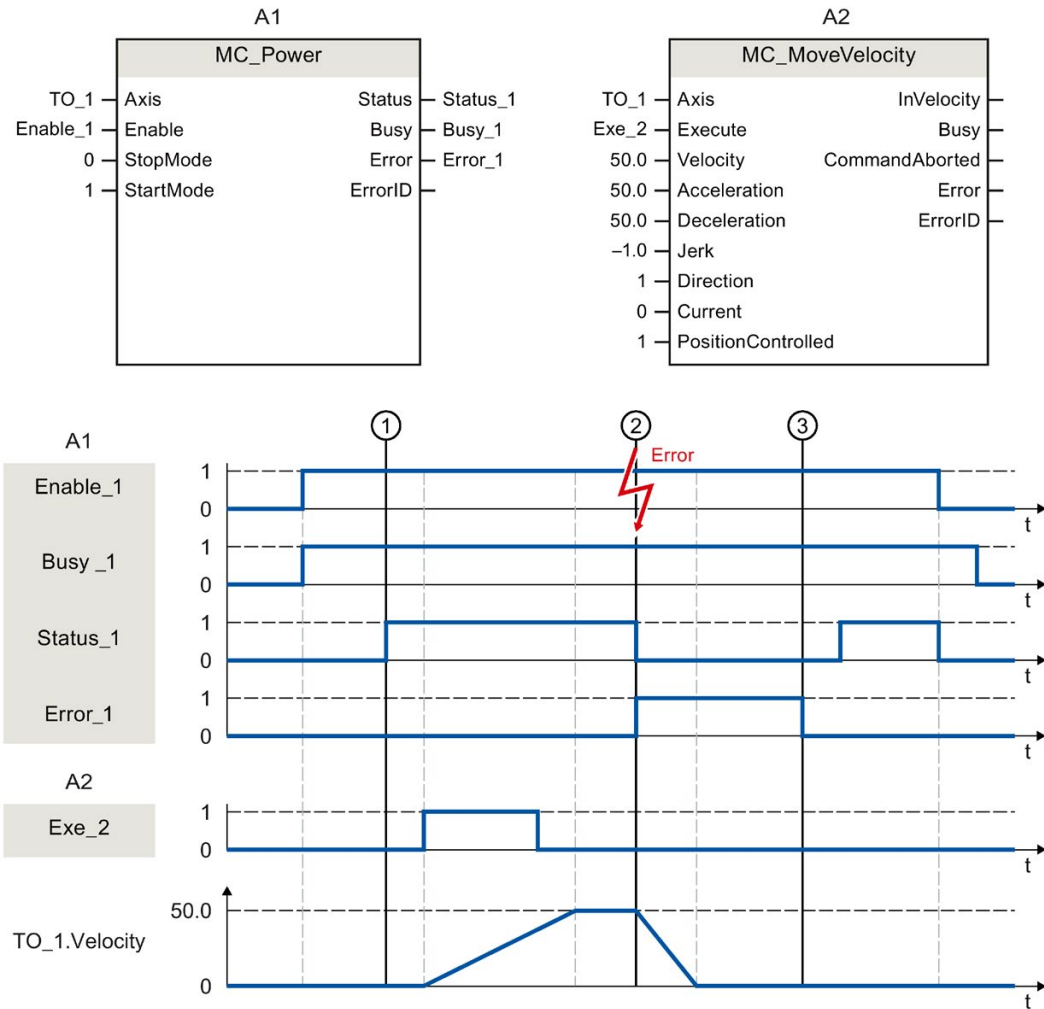 A1 A2
MC_Power MC_MoveVelocity
TO_1 Axis Status Status_1 TO_1 Axis InVelocity
Enable_1 Enable Busy Busy_1 Exe_2 Execute Busy
0 StopMode Error Error_1 50.0 Velocity CommandAborted
1 StartMode ErrorID 50.0 Acceleration Error
50.0 Deceleration ErrorID
–1.0 Jerk
1 Direction
0 Current
1 PositionControlled
1 2 3
A1
Error
Enable_1 1
0
t
Busy _1 1
0
t
Status_1 1
0
t
Error_1 1
0
t
A2
Exe_2 1
0
t
50.0
TO_1.Velocity
0
t